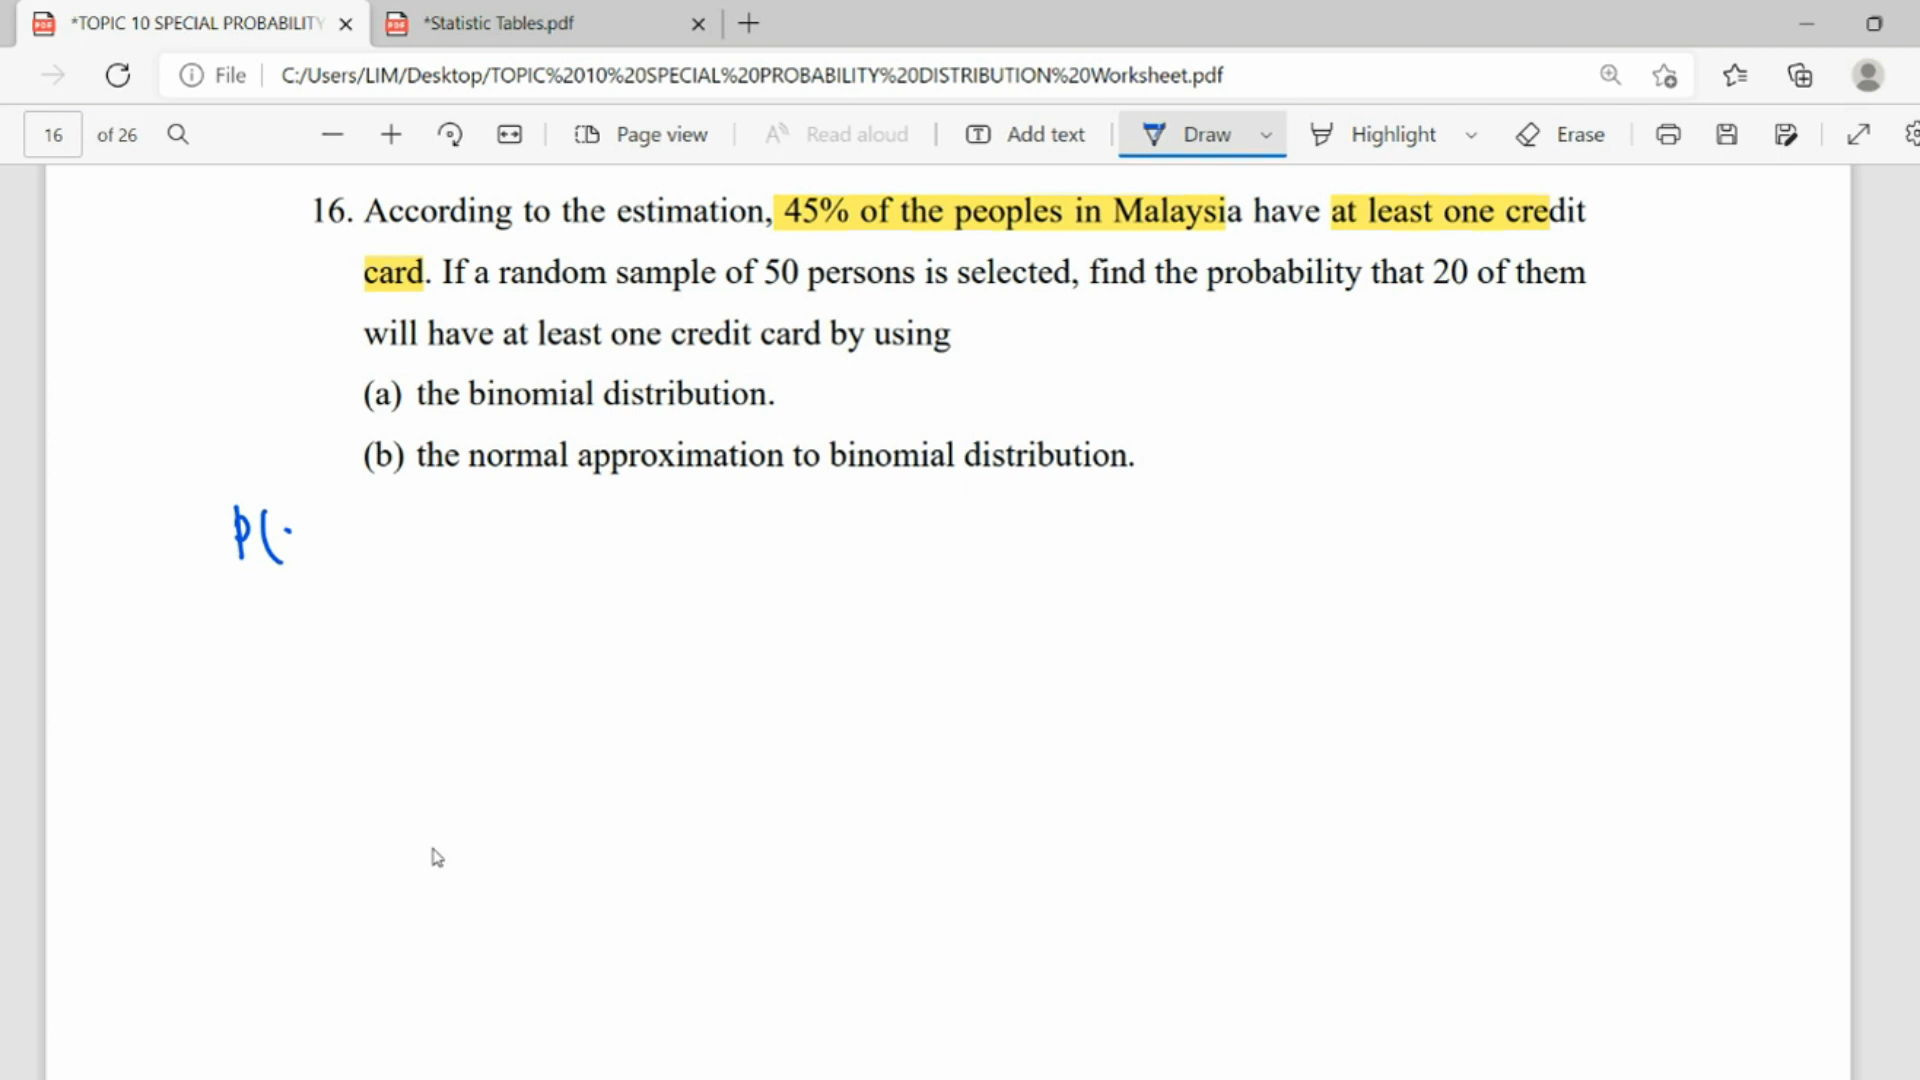 *TOPIC 10 SPECIAL PROBABILITY
*Statistic Tables.pdf
File
C:/Users/LIM/Desktop/TOPIC%2010%20SPECIAL%20PROBABILITY%20DISTRIBUTION%20Worksheet.pdf
16 of 26
Page view
Read aloud
Add text
Draw
Highlight
Erase
16. According to the estimation, 45% of the peoples in Malaysia have at least one credit
card. If a random sample of 50 persons is selected, find the probability that 20 of them
will have at least one credit card by using
(a) the binomial distribution.
(b) the normal approximation to binomial distribution.
P(